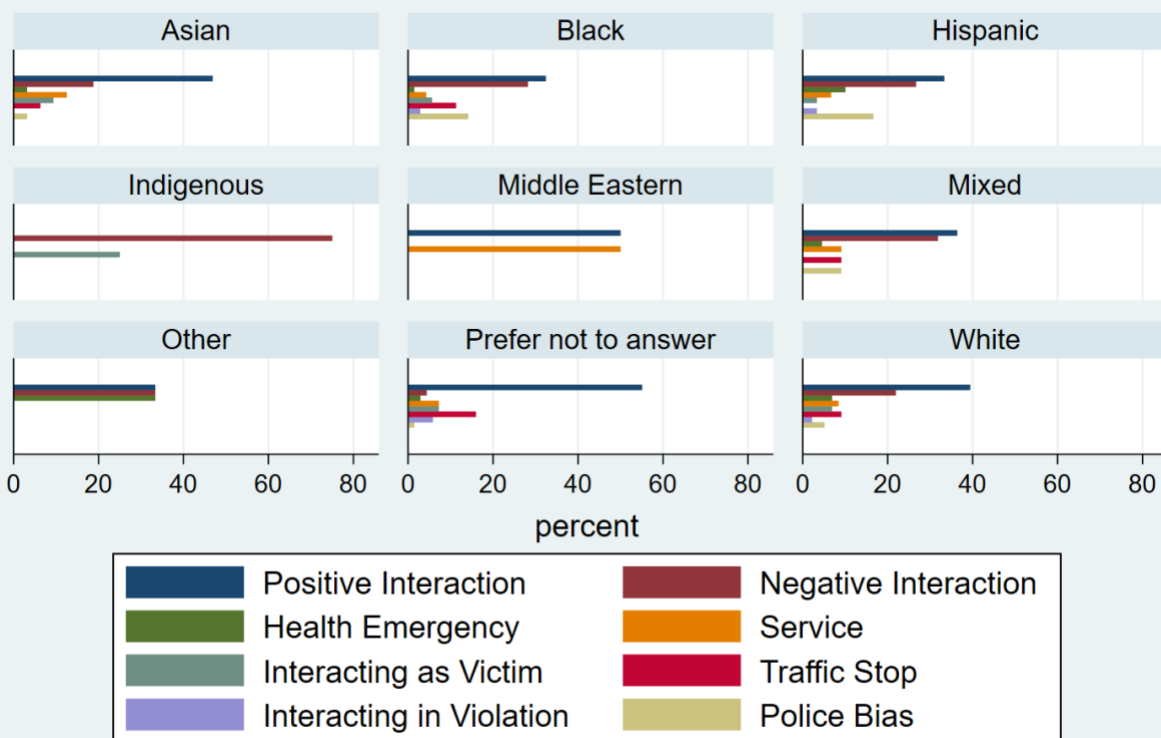 Asian Black Hispanic
Indigenous Middle Eastern Mixed
Other Prefer not to answer White
0 20 40 60 80 0 20 40 60 80 0 20 40 60 80
percent
Positive Interaction Negative Interaction
Health Emergency Service
Interacting as Victim Traffic Stop
Interacting in Violation Police Bias